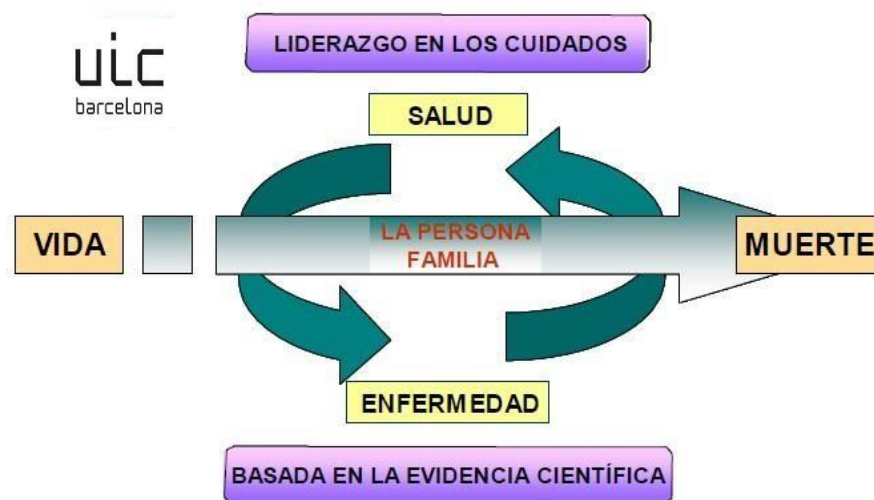 uic
barcelona
LIDERAZGO EN LOS CUIDADOS
SALUD
VIDA
LA PERSONA
FAMILIA
MUERTE
ENFERMEDAD
BASADA EN LA EVIDENCIA CIENTÍFICA